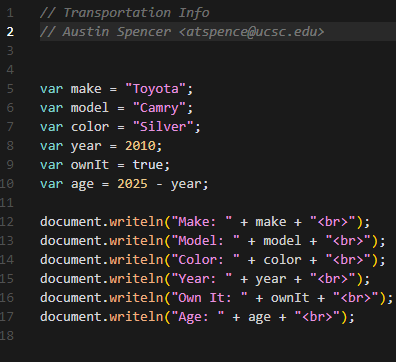 1 // Transportation Info
2 // Austin Spencer <atspence@ucsc.edu>
3
4
5 var make = "Toyota";
6 var model = "Camry";
7 var color = "Silver";
8 var year = 2010;
9 var ownIt = true;
10 var age = 2025 - year;
11
12 document.writeln("Make: " + make + "<br>");
13 document.writeln("Model: " + model + "<br>");
14 document.writeln("Color: " + color + "<br>");
15 document.writeln("Year: " + year + "<br>");
16 document.writeln("Own It: " + ownIt + "<br>");
17 document.writeln("Age: " + age + "<br>");
18